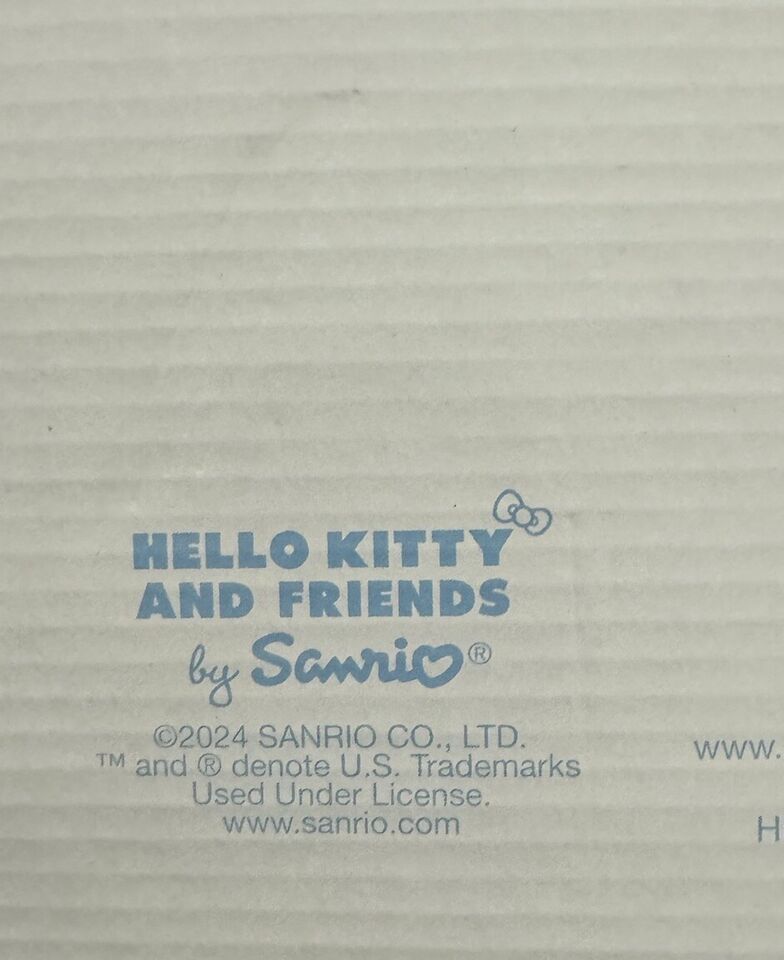 HELLO KITTY
AND FRIENDS
by Sanrio®
©2024 SANRIO CO., LTD.
™ and ® denote U.S. Trademarks
Used Under License.
www.sanrio.com
www.
H